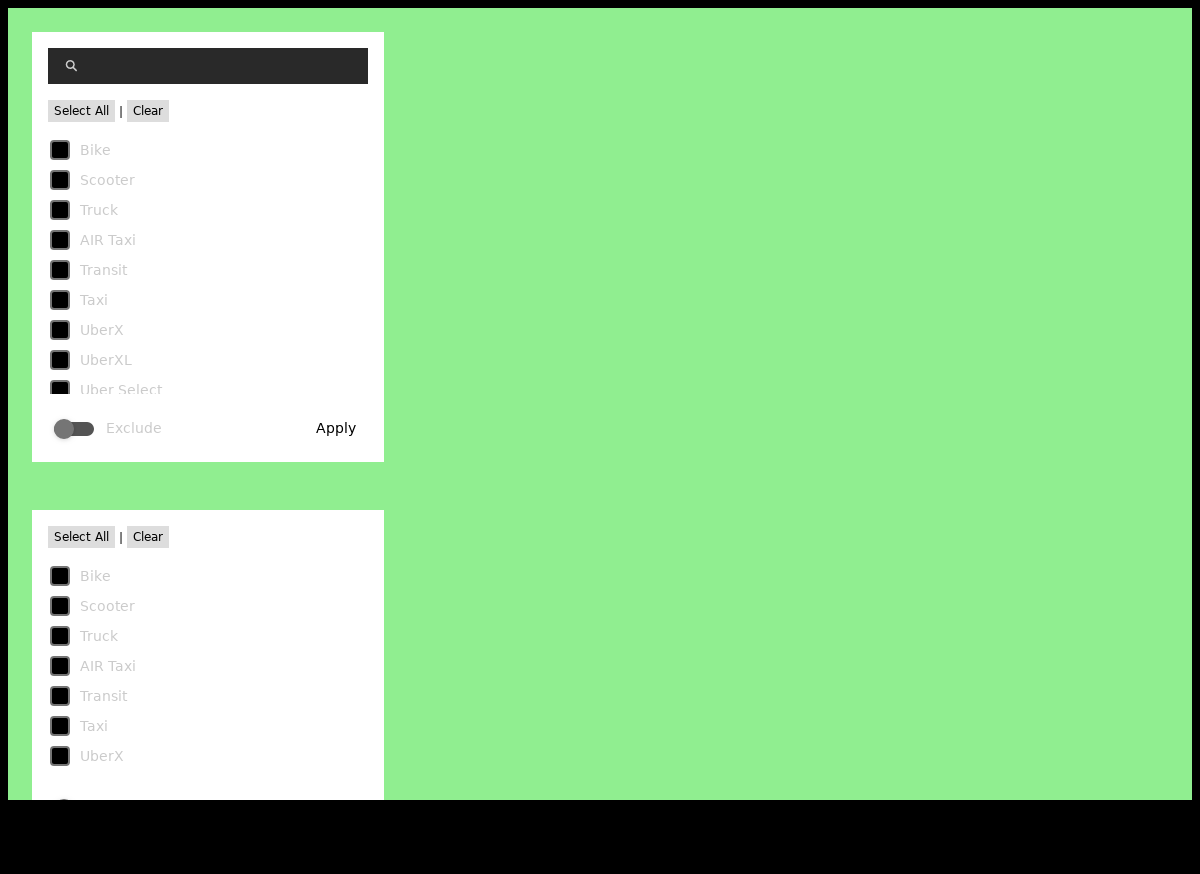 Select All | Clear
Bike
Scooter
Truck
AIR Taxi
Transit
Taxi
UberX
UberXL
Uber Select
Exclude Apply
Select All | Clear
Bike
Scooter
Truck
AIR Taxi
Transit
Taxi
UberX